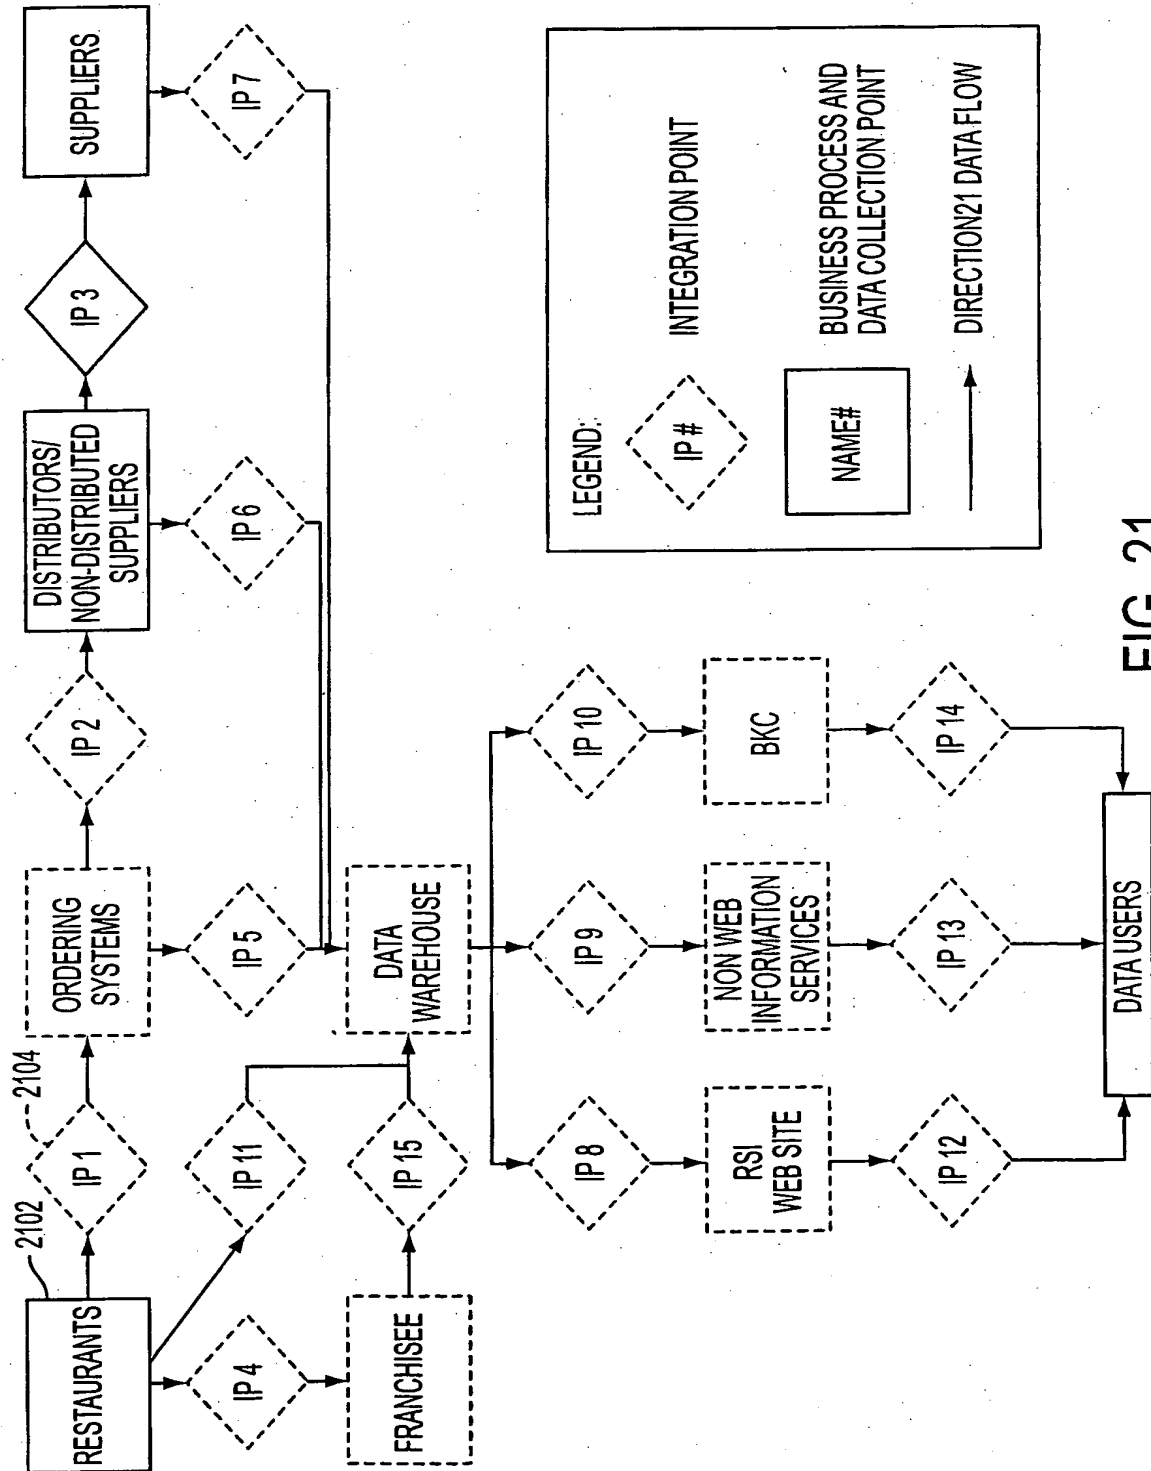 RESTAURANTS
2102
IP 1
2104
ORDERING
SYSTEMS
IP 2
DISTRIBUTORS/
NON-DISTRIBUTED
SUPPLIERS
IP 3
SUPPLIERS
IP 4
IP 11
IP 5
IP 6
IP 7
FRANCHISEE
IP 15
DATA
WAREHOUSE
IP 8
IP 9
IP 10
RSI
WEB SITE
NON WEB
INFORMATION
SERVICES
BKC
IP 12
IP 13
IP 14
DATA USERS
LEGEND:
IP #
INTEGRATION POINT
NAME#
BUSINESS PROCESS AND
DATA COLLECTION POINT
DIRECTION21 DATA FLOW
FIG. 21